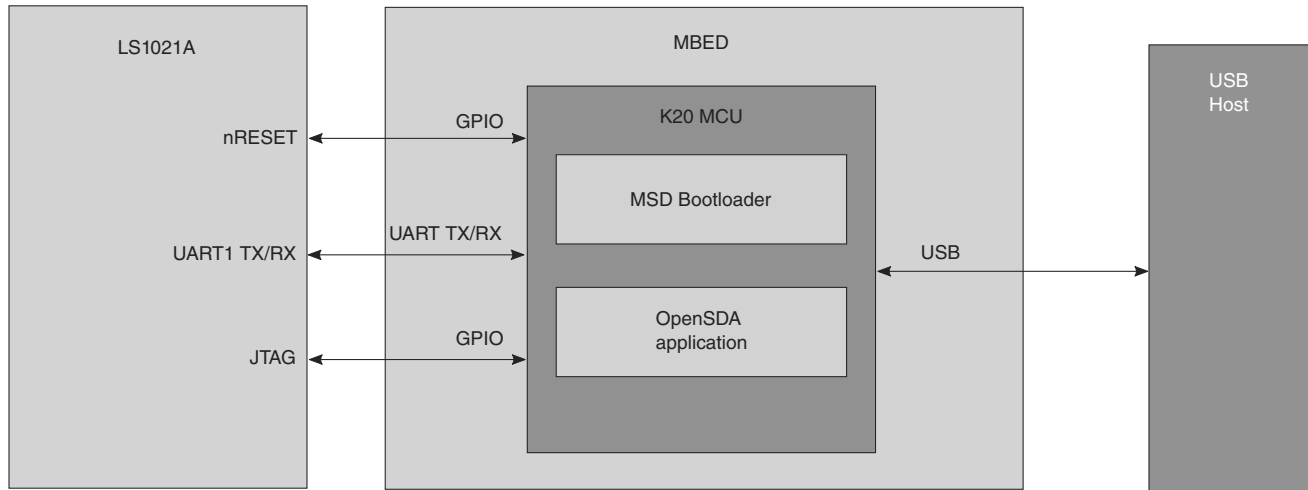 LS1021A
nRESET
UART1 TX/RX
JTAG
MBED
GPIO
UART TX/RX
GPIO
K20 MCU
MSD Bootloader
OpenSDA
application
USB
USB
Host